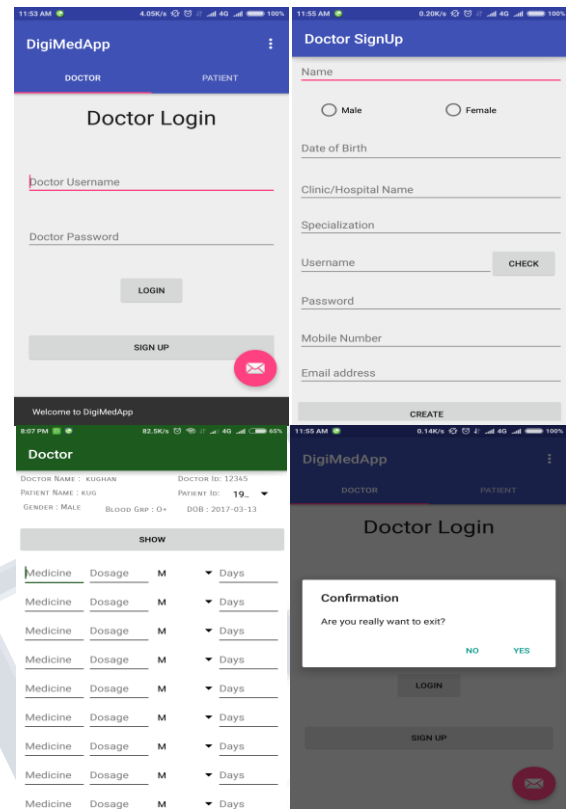 11:53 AM 4.05K/s 4G 100%
DigiMedApp
DOCTOR PATIENT
Doctor Login
Doctor Username
Doctor Password
LOGIN
SIGN UP
Welcome to DigiMedApp
11:55 AM 0.20K/s 4G 100%
Doctor SignUp
Name
Male Female
Date of Birth
Clinic/Hospital Name
Specialization
Username CHECK
Password
Mobile Number
Email address
CREATE
8:07 PM 82.5K/s 4G 65%
Doctor
DOCTOR NAME : KUGHAN DOCTOR ID: 12345
PATIENT NAME : KUG PATIENT ID: 19..
GENDER : MALE BLOOD GRP : O+ DOB : 2017-03-13
SHOW
Medicine Dosage M Days
Medicine Dosage M Days
Medicine Dosage M Days
Medicine Dosage M Days
Medicine Dosage M Days
Medicine Dosage M Days
Medicine Dosage M Days
Medicine Dosage M Days
Medicine Dosage M Days
11:55 AM 0.14K/s 4G 100%
DigiMedApp
DOCTOR PATIENT
Doctor Login
Confirmation
Are you really want to exit?
NO YES
LOGIN
SIGN UP